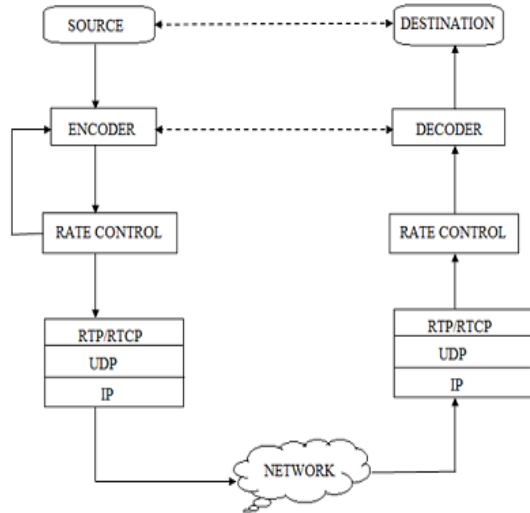 SOURCE
DESTINATION
ENCODER
DECODER
RATE CONTROL
RATE CONTROL
RTP/RTCP
UDP
IP
RTP/RTCP
UDP
IP
NETWORK